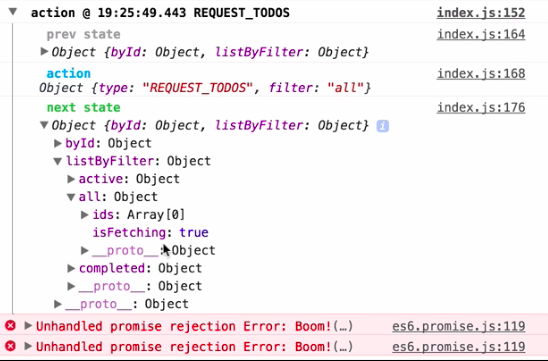 ▼ action @ 19:25:49.443 REQUEST_TODOS index.js:152
prev state index.js:164
▶ Object {byId: Object, listByFilter: Object}
action index.js:168
Object {type: "REQUEST_TODOS", filter: "all"}
next state index.js:176
▼ Object {byId: Object, listByFilter: Object} i
▶ byId: Object
▼ listByFilter: Object
▶ active: Object
▼ all: Object
▶ ids: Array[0]
isFetching: true
▶ __proto__: Object
▶ completed: Object
▶ __proto__: Object
▶ __proto__: Object
▶ Unhandled promise rejection Error: Boom!(…) es6.promise.js:119
▶ Unhandled promise rejection Error: Boom!(…) es6.promise.js:119